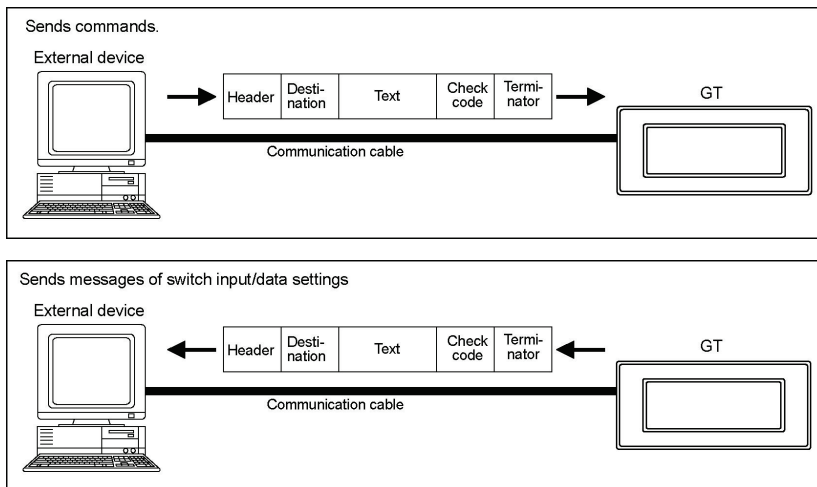 Sends commands.
External device
Header
Desti-
nation
Text
Check
code
Termi-
nator
GT
Communication cable
Sends messages of switch input/data settings
External device
Header
Desti-
nation
Text
Check
code
Termi-
nator
GT
Communication cable